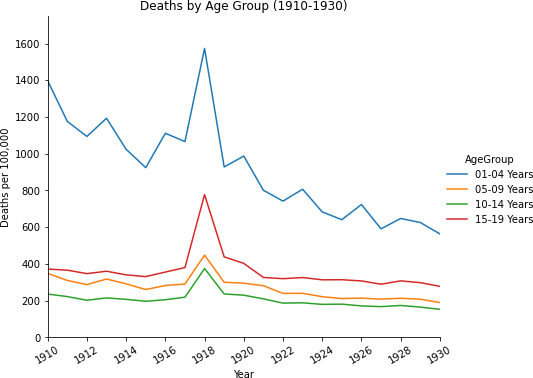 Deaths by Age Group (1910-1930)
Deaths per 100,000
1600
1400
1200
1000
800
600
400
200
0
1910
1912
1914
1916
1918
1920
1922
1924
1926
1928
1930
Year
AgeGroup
01-04 Years
05-09 Years
10-14 Years
15-19 Years